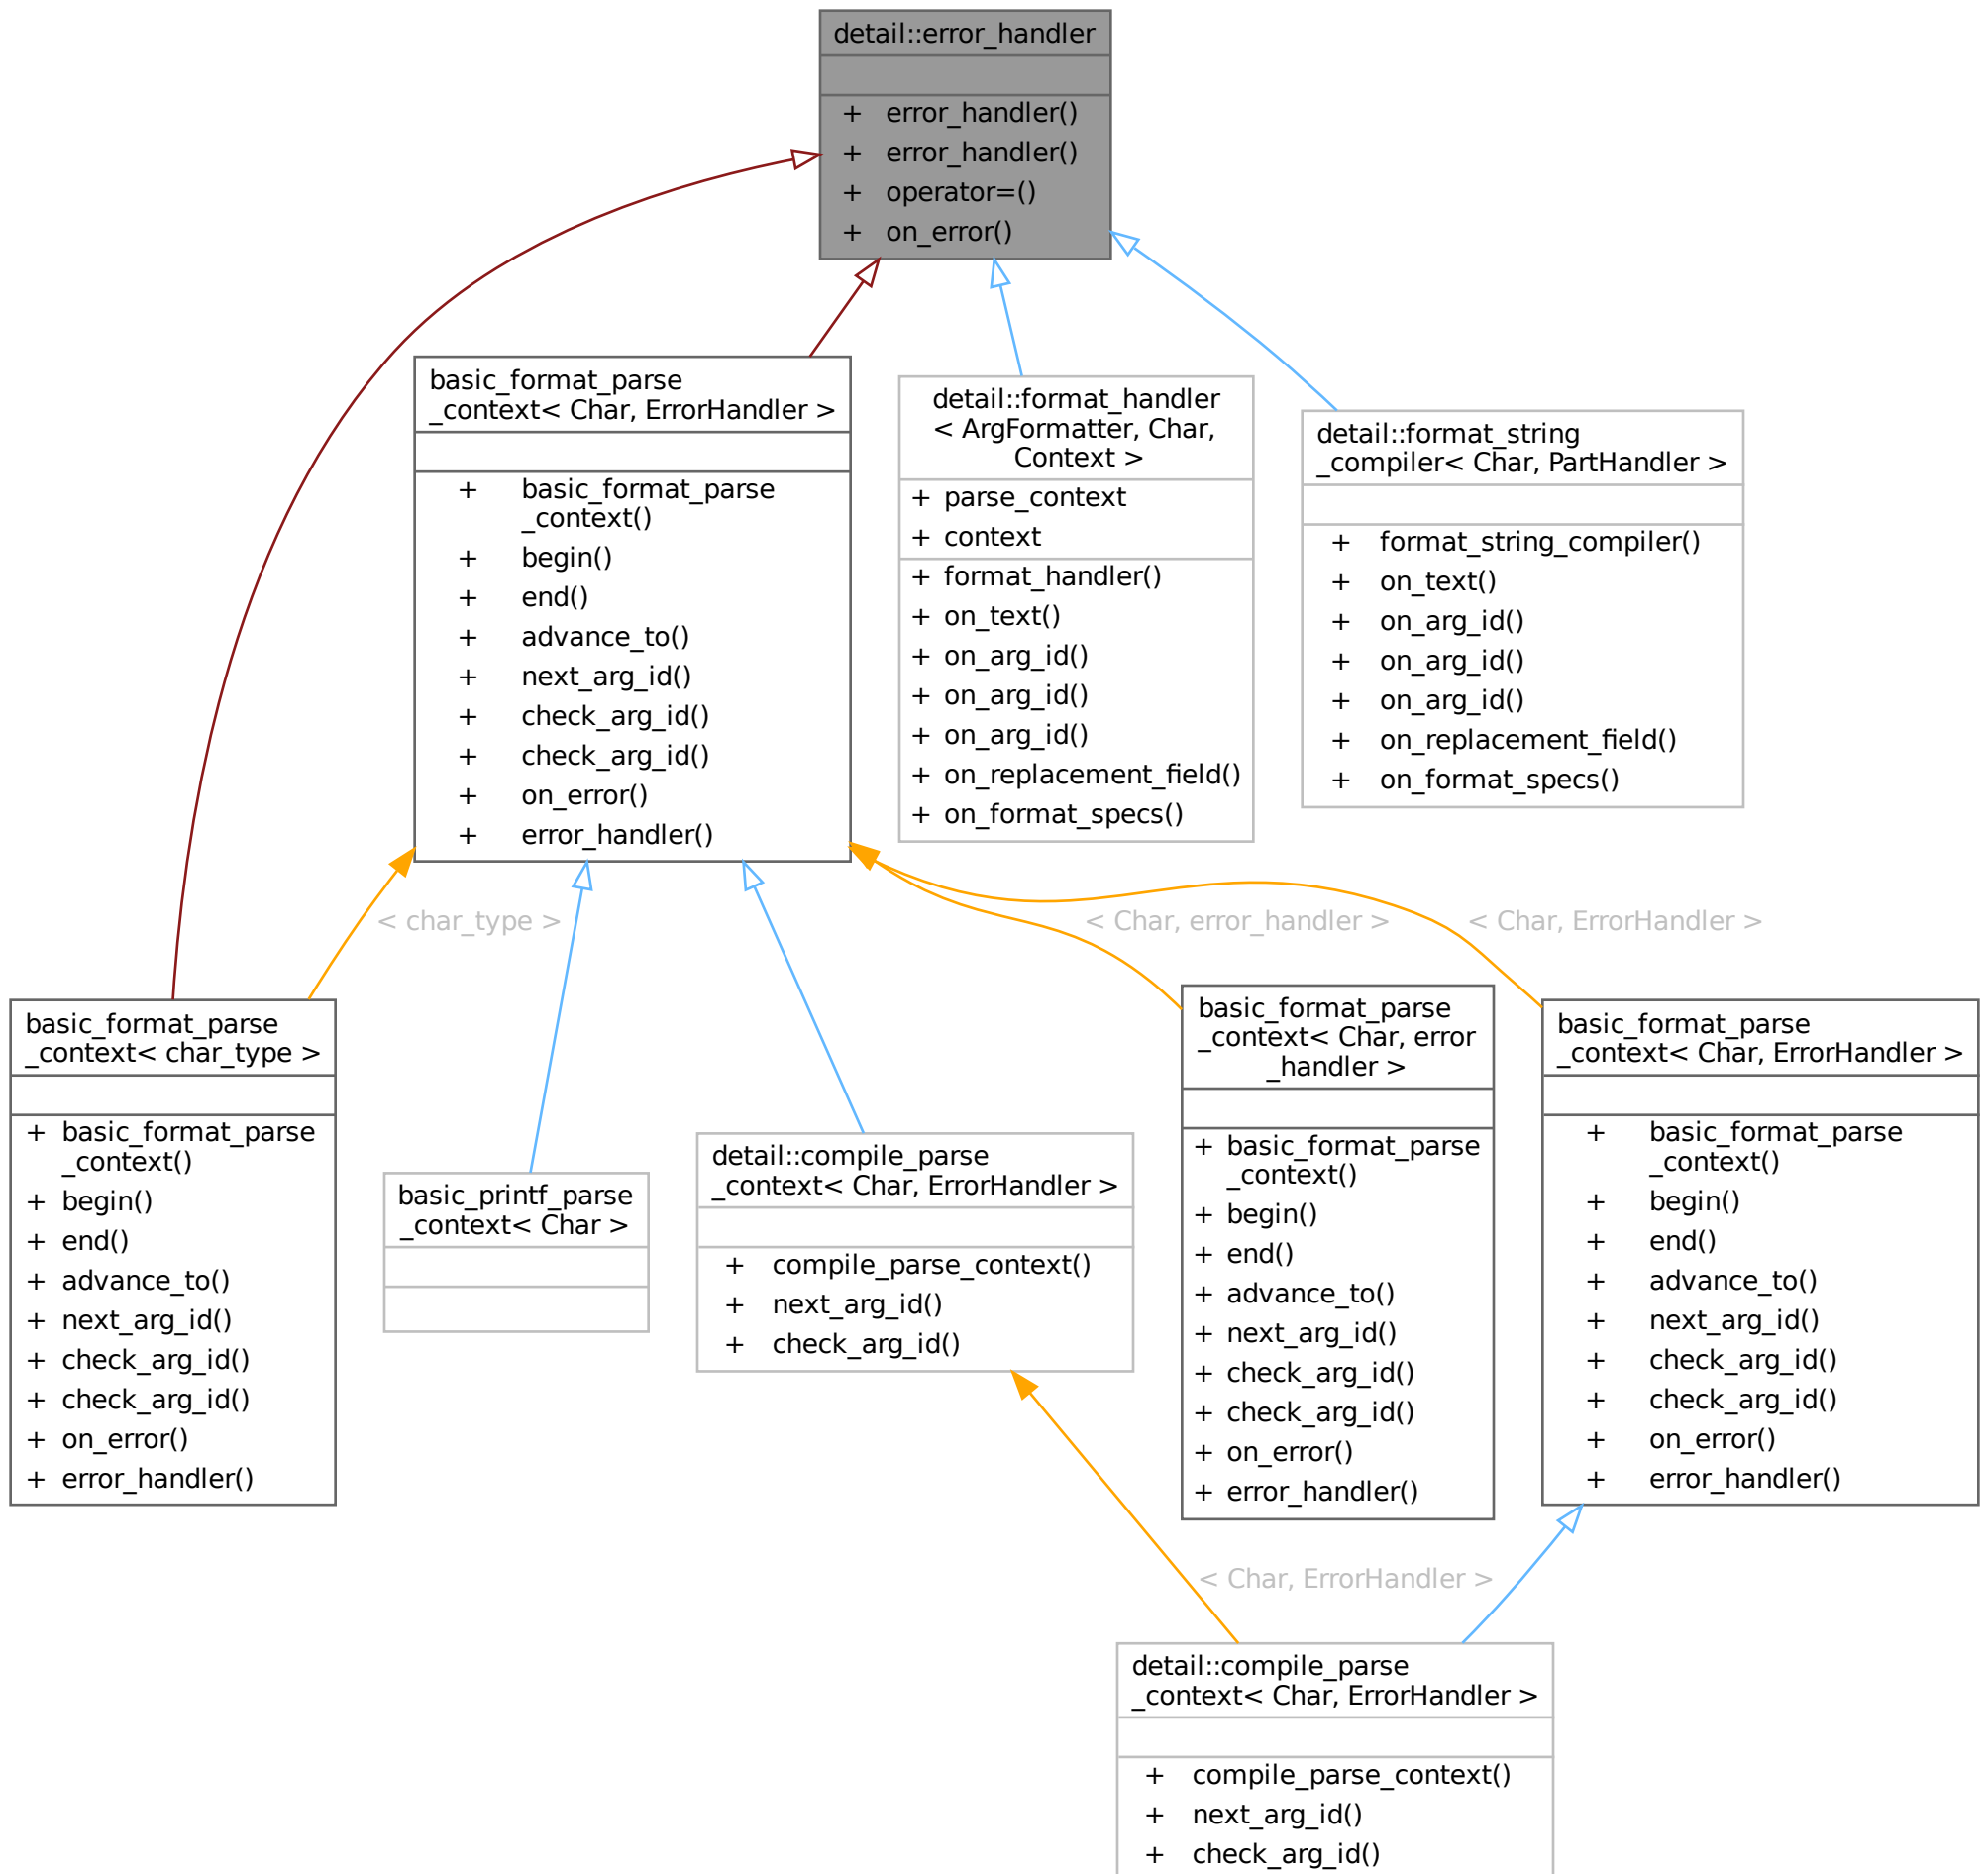 detail::error_handler
+ error_handler()
+ error_handler()
+ operator=()
+ on_error()
basic_format_parse
_context< Char, ErrorHandler >
+ basic_format_parse
_context()
+ begin()
+ end()
+ advance_to()
+ next_arg_id()
+ check_arg_id()
+ check_arg_id()
+ on_error()
+ error_handler()
detail::format_handler
< ArgFormatter, Char,
Context >
+ parse_context
+ context
+ format_handler()
+ on_text()
+ on_arg_id()
+ on_arg_id()
+ on_arg_id()
+ on_replacement_field()
+ on_format_specs()
detail::format_string
_compiler< Char, PartHandler >
+ format_string_compiler()
+ on_text()
+ on_arg_id()
+ on_arg_id()
+ on_arg_id()
+ on_replacement_field()
+ on_format_specs()
< char_type >
< Char, error_handler >
< Char, ErrorHandler >
basic_format_parse
_context< char_type >
+ basic_format_parse
_context()
+ begin()
+ end()
+ advance_to()
+ next_arg_id()
+ check_arg_id()
+ check_arg_id()
+ on_error()
+ error_handler()
basic_printf_parse
_context< Char >
detail::compile_parse
_context< Char, ErrorHandler >
+ compile_parse_context()
+ next_arg_id()
+ check_arg_id()
basic_format_parse
_context< Char, error
_handler >
+ basic_format_parse
_context()
+ begin()
+ end()
+ advance_to()
+ next_arg_id()
+ check_arg_id()
+ check_arg_id()
+ on_error()
+ error_handler()
basic_format_parse
_context< Char, ErrorHandler >
+ basic_format_parse
_context()
+ begin()
+ end()
+ advance_to()
+ next_arg_id()
+ check_arg_id()
+ check_arg_id()
+ on_error()
+ error_handler()
< Char, ErrorHandler >
detail::compile_parse
_context< Char, ErrorHandler >
+ compile_parse_context()
+ next_arg_id()
+ check_arg_id()